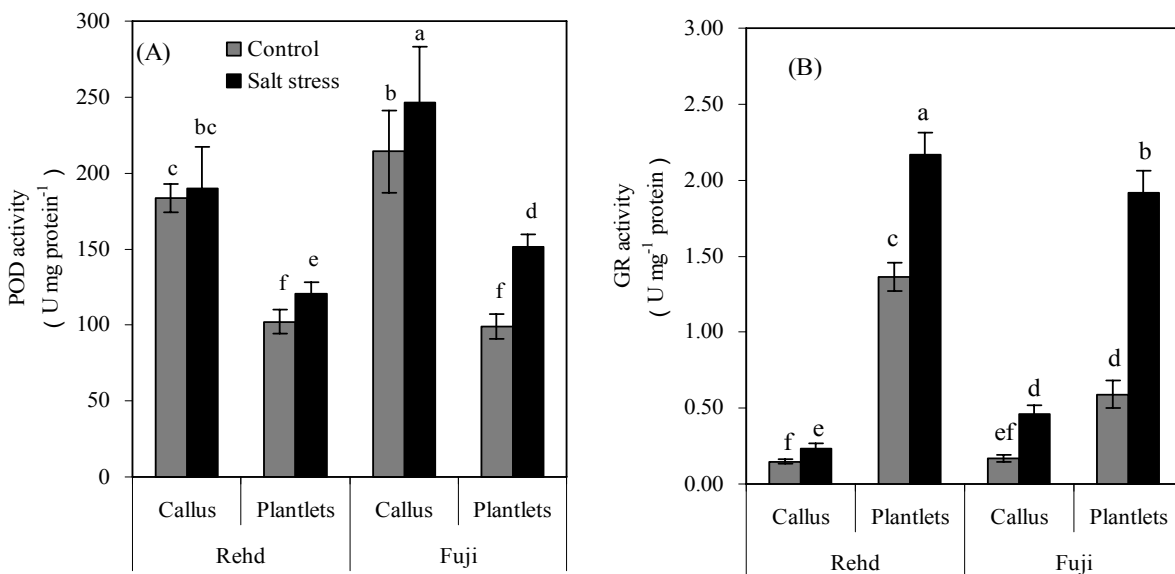 (A)
Control
Salt stress
300
250
200
150
100
50
0
POD activity
( U mg protein-1 )
c
bc
f
e
b
a
f
d
Callus
Plantlets
Callus
Plantlets
Rehd
Fuji
(B)
3.00
2.50
2.00
1.50
1.00
0.50
0.00
GR activity
( U mg-1 protein )
f
e
c
a
ef
d
d
b
Callus
Plantlets
Callus
Plantlets
Rehd
Fuji